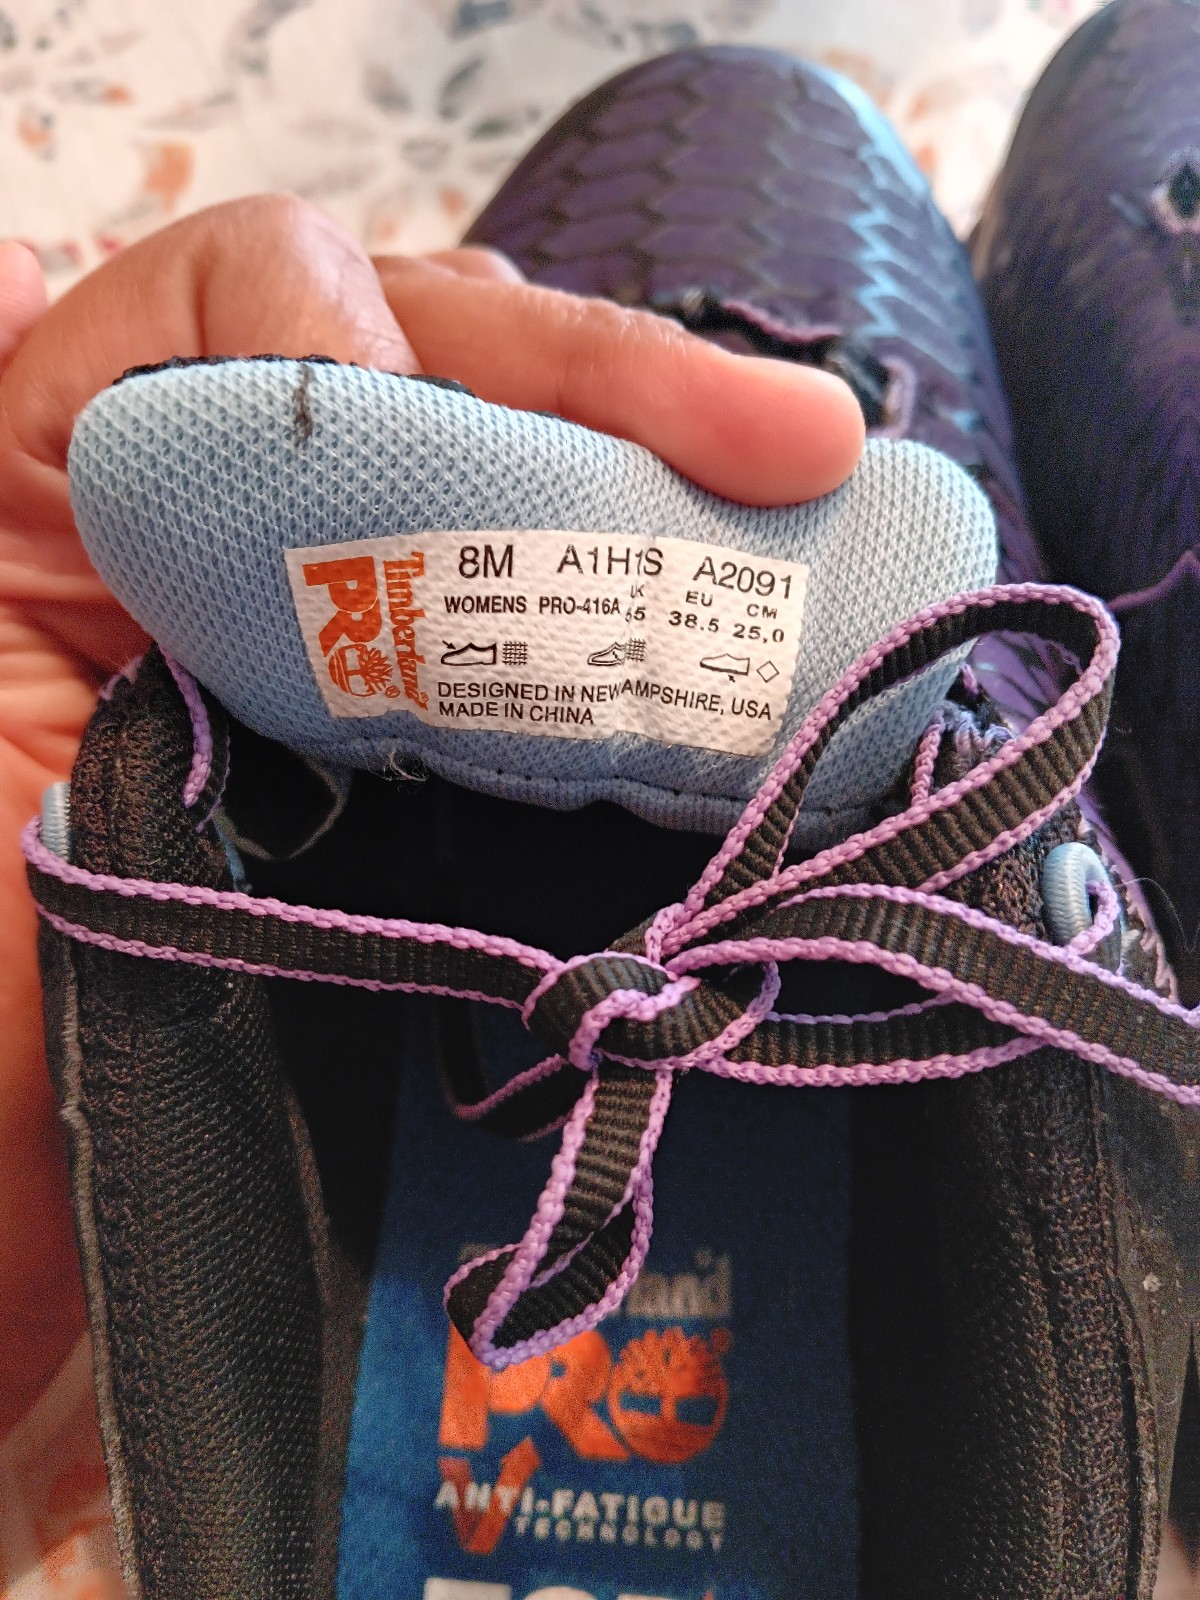 8M A1H1S A2091
WOMENS PRO-416A UK EU CM
38.5 25,0
Timberland
PRO
®
DESIGNED IN NEW AMPSHIRE, USA
MADE IN CHINA
PRO
®
ANTI-FATIGUE
TECHNOLOGY